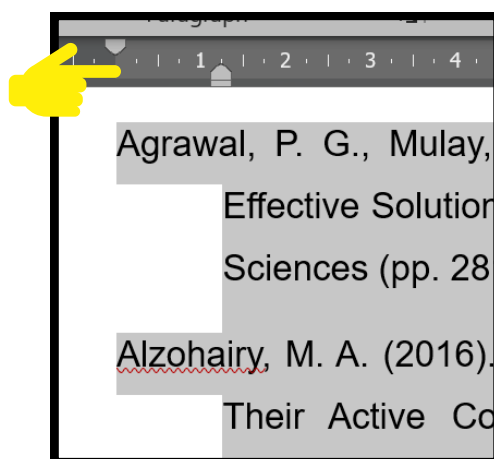 Paragraph
1 2 3 4
Agrawal, P. G., Mulay,
Effective Solution
Sciences (pp. 28
Alzohairy, M. A. (2016).
Their Active Co